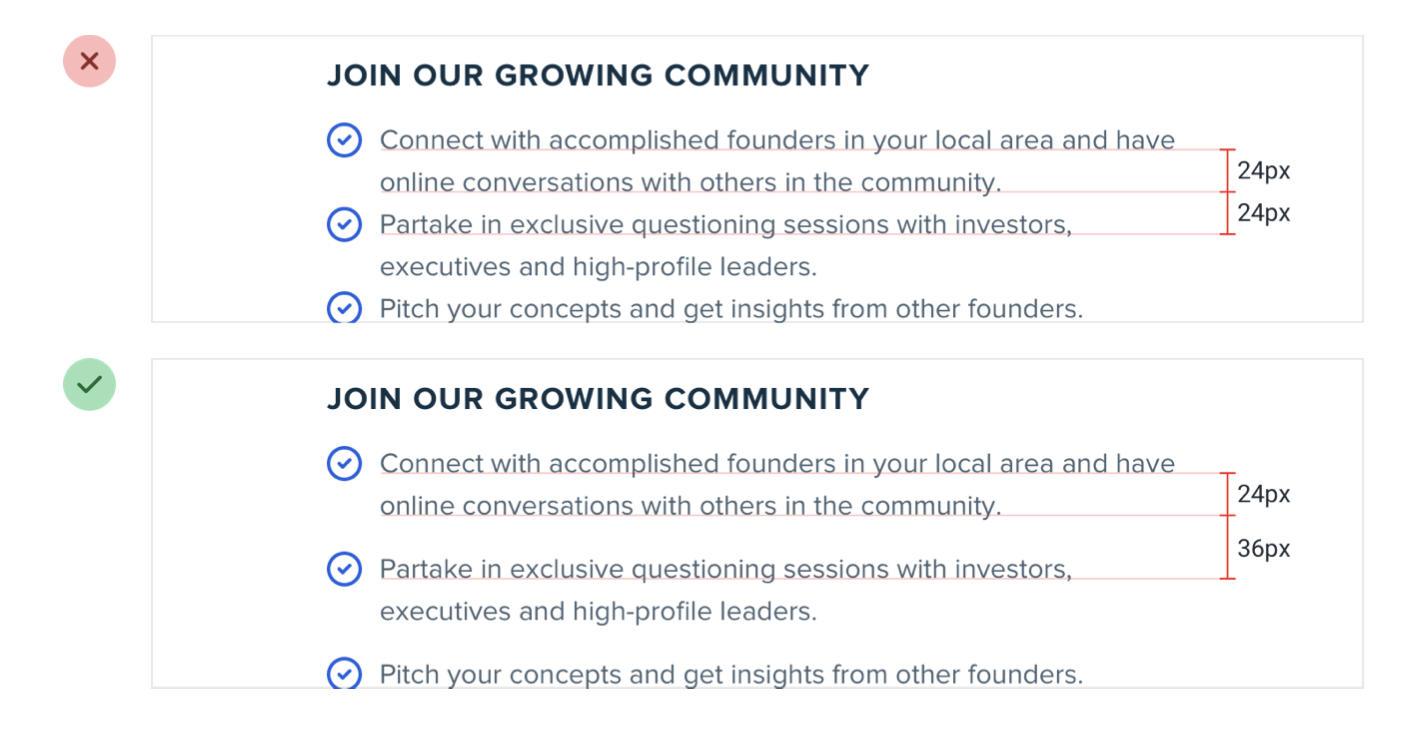 JOIN OUR GROWING COMMUNITY
Connect with accomplished founders in your local area and have
online conversations with others in the community.
Partake in exclusive questioning sessions with investors,
executives and high-profile leaders.
Pitch your concepts and get insights from other founders.
24px
24px
JOIN OUR GROWING COMMUNITY
Connect with accomplished founders in your local area and have
online conversations with others in the community.
Partake in exclusive questioning sessions with investors,
executives and high-profile leaders.
Pitch your concepts and get insights from other founders.
24px
36px